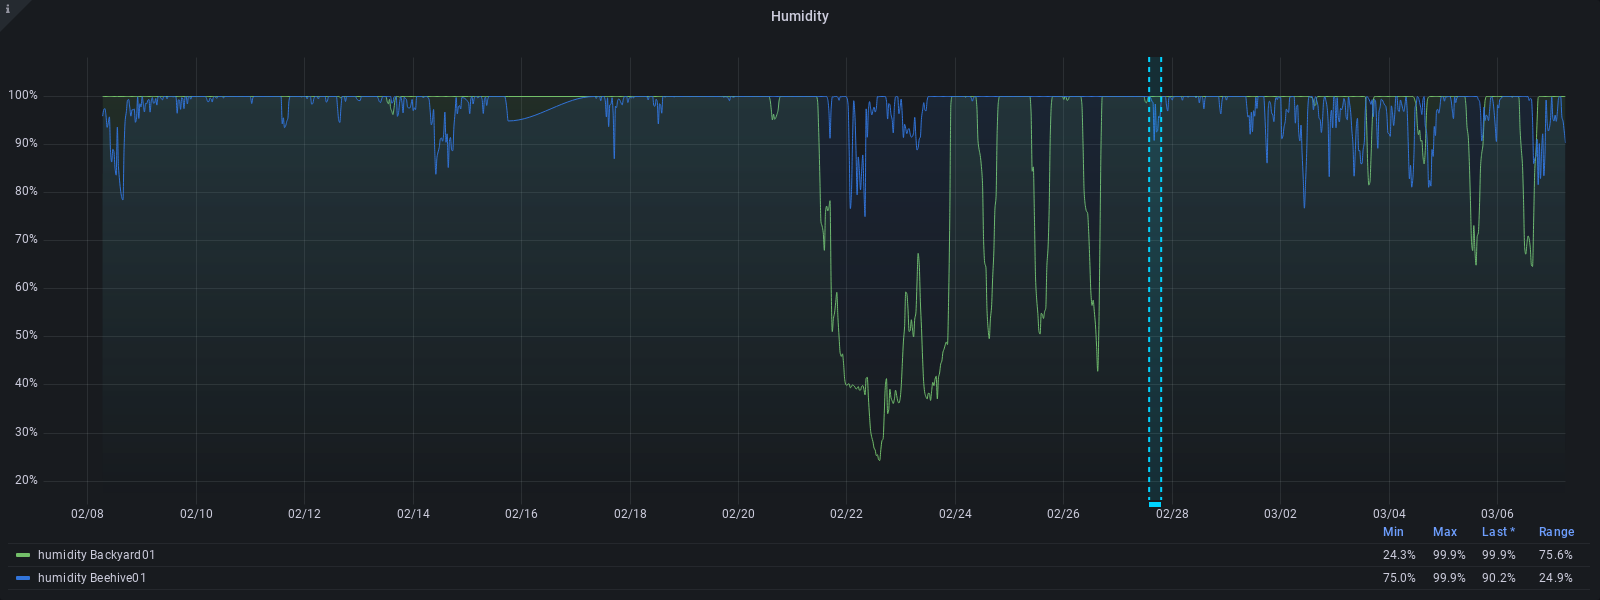 i
Humidity
100%
90%
80%
70%
60%
50%
40%
30%
20%
02/08 02/10 02/12 02/14 02/16 02/18 02/20 02/22 02/24 02/26 02/28 03/02 03/04 03/06
Min Max Last * Range
humidity Backyard01 24.3% 99.9% 99.9% 75.6%
humidity Beehive01 75.0% 99.9% 90.2% 24.9%